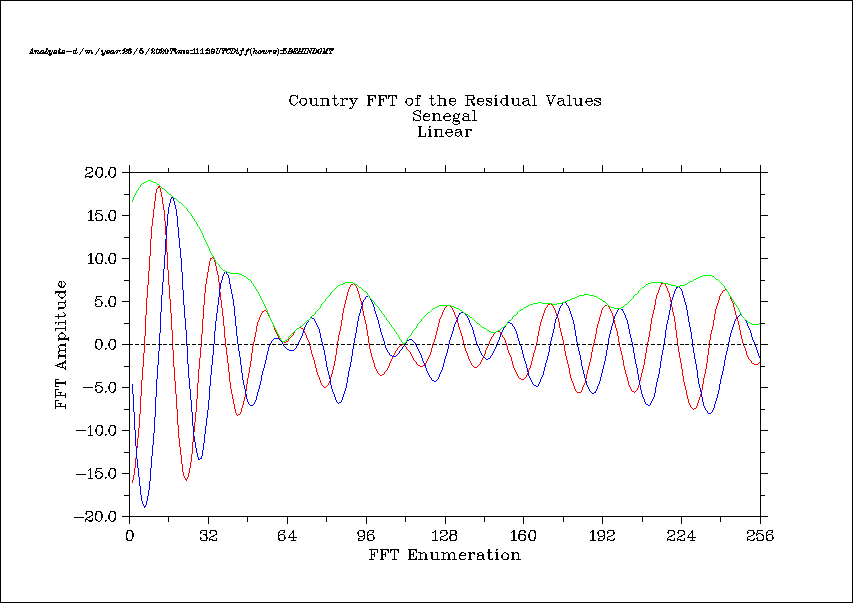 Analysis-d/m/year:
Country FFT of the Residual Values
Senegal
Linear
20.0
15.0
10.0
5.0
0.0
-5.0
-10.0
-15.0
-20.0
FFT Amplitude
0 32 64 96 128 160 192 224 256
FFT Enumeration